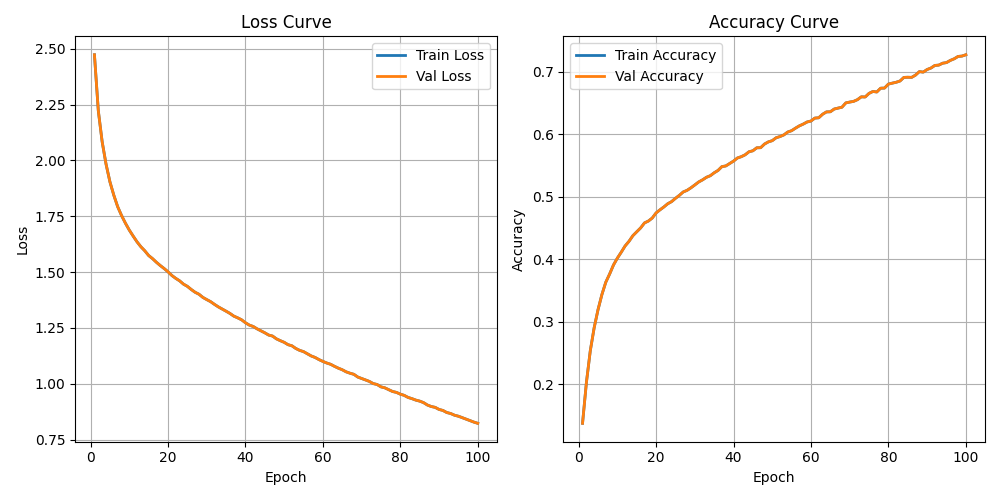 Loss Curve
2.50
2.25
2.00
1.75
1.50
1.25
1.00
0.75
Loss
0 20 40 60 80 100
Epoch
Train Loss
Val Loss
Accuracy Curve
0.7
0.6
0.5
0.4
0.3
0.2
Accuracy
0 20 40 60 80 100
Epoch
Train Accuracy
Val Accuracy